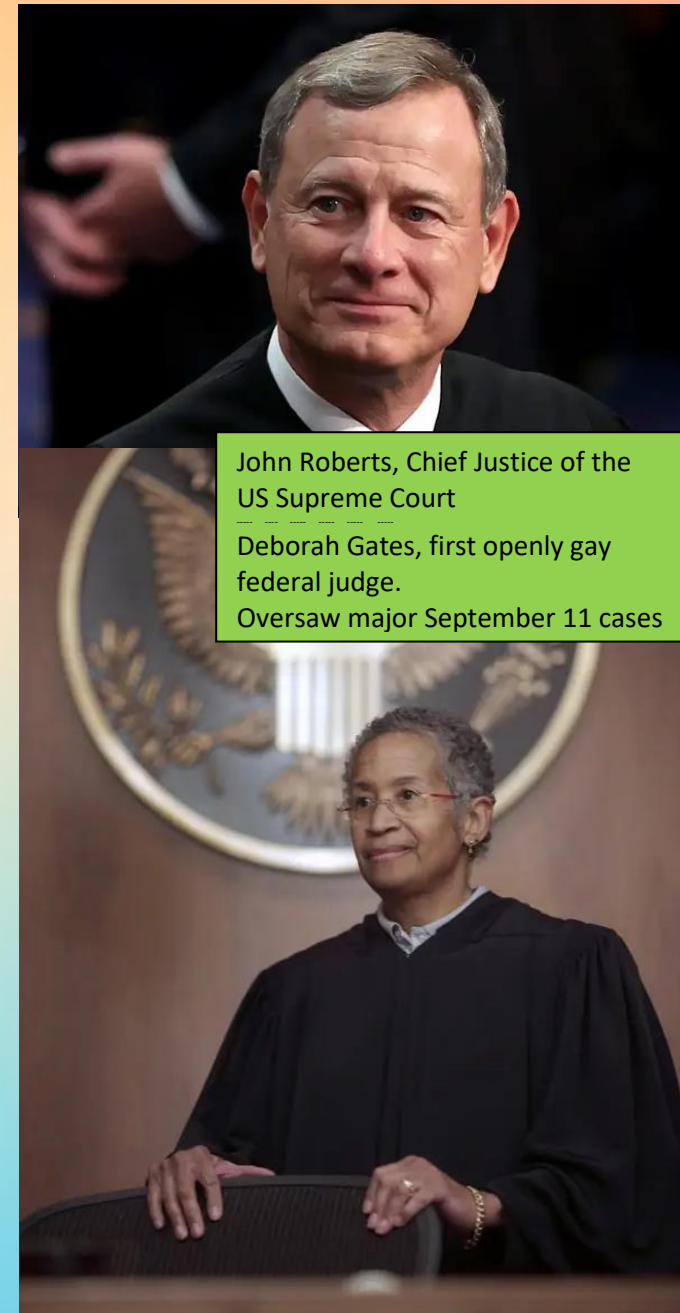 John Roberts, Chief Justice of the
US Supreme Court
Deborah Gates, first openly gay
federal judge.
Oversaw major September 11 cases